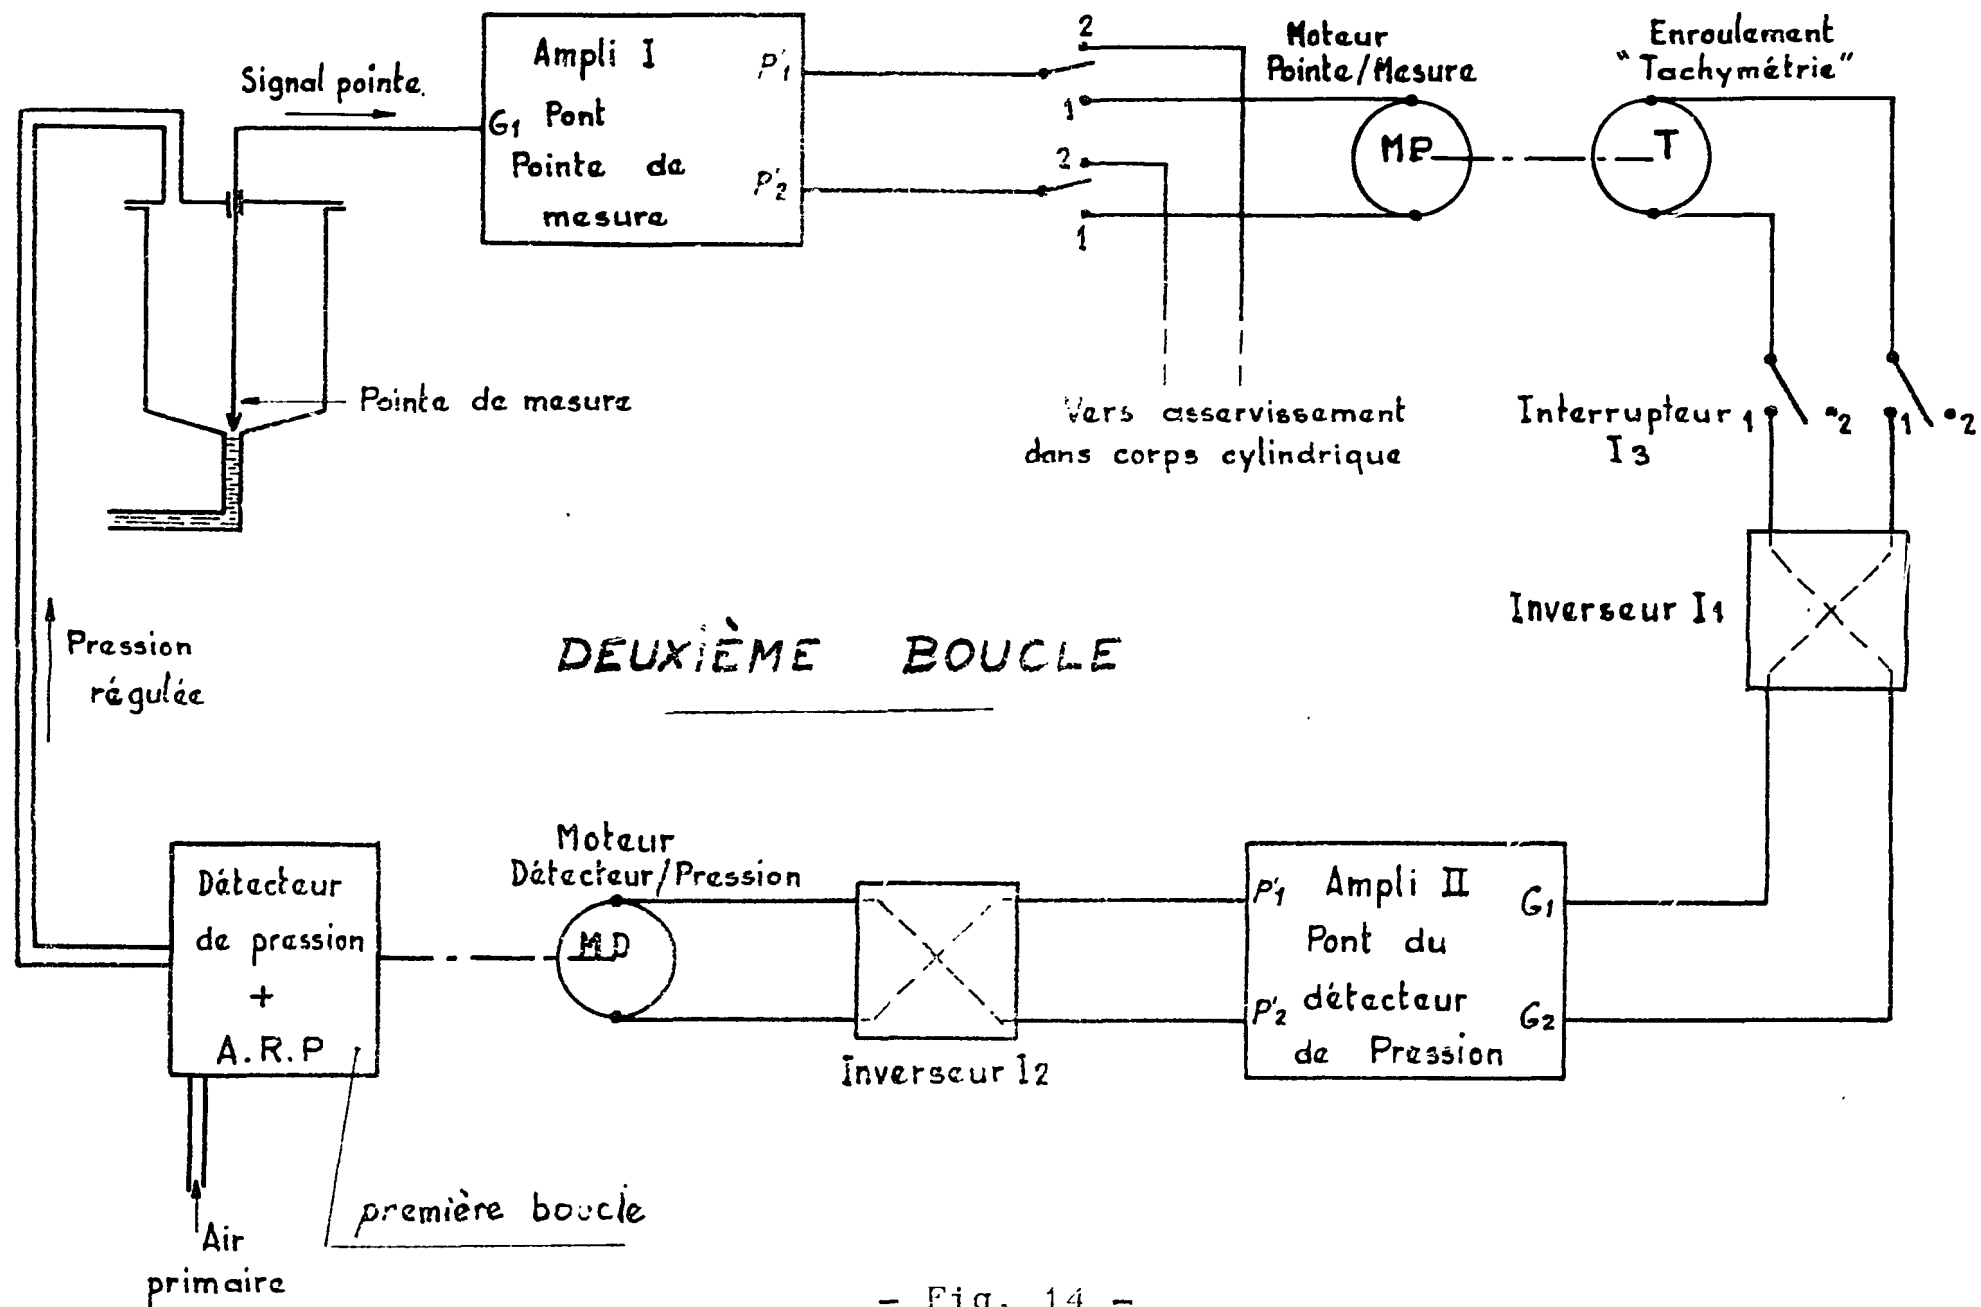 Signal pointe.
Ampli I
G1 Pont
Pointe de
mesure
P'1
P'2
2
1
2
1
Moteur
Pointe/Mesure
MP
Enroulement
"Tachymétrie"
T
Pointe de mesure
Vers asservissement
dans corps cylindrique
Interrupteur
I3
1
2
1
2
Inverseur I1
Pression
régulée
DEUXIÈME BOUCLE
Détecteur
de pression
+
A.R.P
Moteur
Détecteur/Pression
MD
Inverseur I2
P'1
P'2
Ampli II
Pont du
détecteur
de Pression
G1
G2
première boucle
Air
primaire
- Fig. 14 -